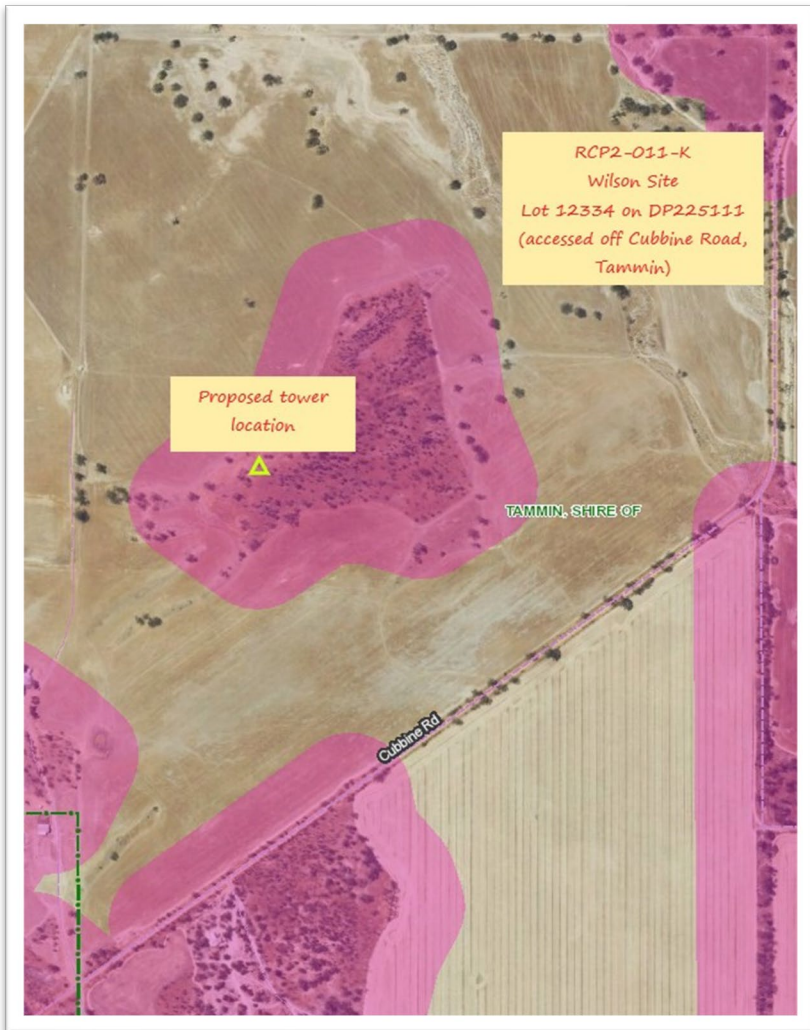 RCP2-011-K
Wilson Site
Lot 12334 on DP225111
(accessed off Cubbine Road,
Tammin)
Proposed tower
location
TAMMIN, SHIRE OF
Cubbine Rd